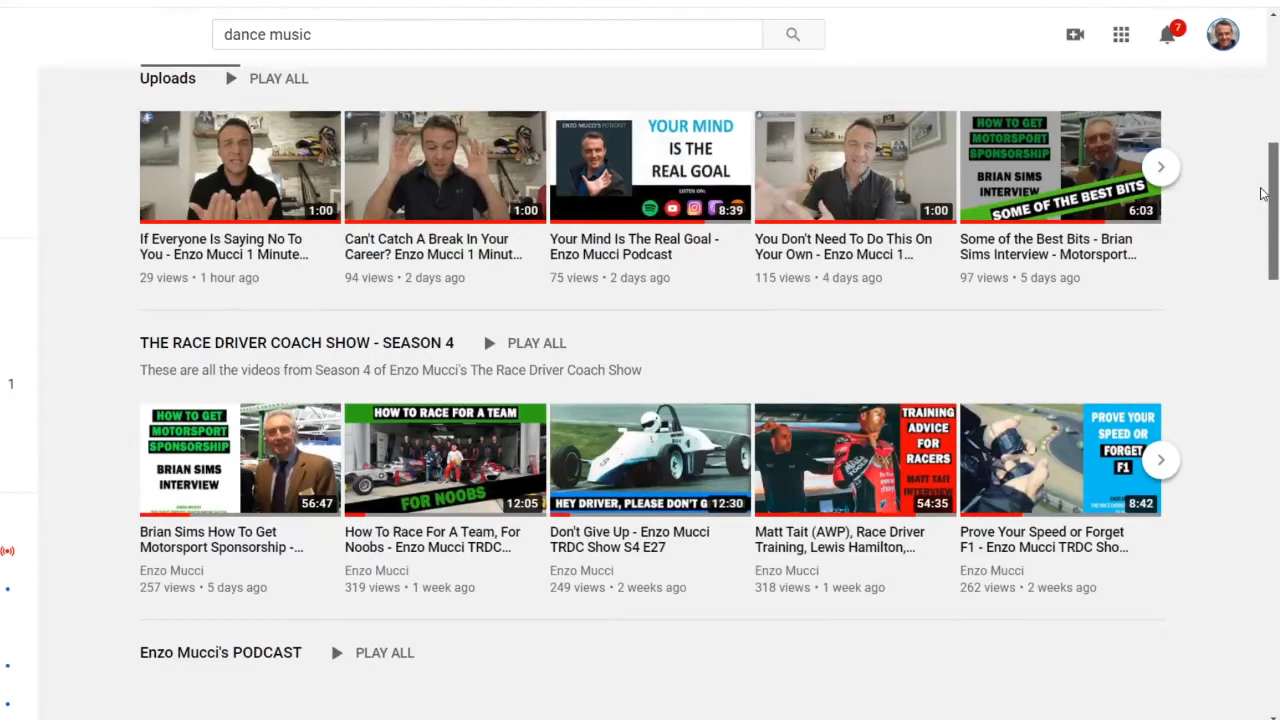 dance music
7
Uploads PLAY ALL
ENZO MUCCI'S PODCAST
YOUR MIND
IS THE
REAL GOAL
LISTEN ON:
HOW TO GET
MOTORSPORT
SPONSORSHIP
BRIAN SIMS
INTERVIEW
SOME OF THE BEST BITS
1:00
1:00
8:39
1:00
6:03
If Everyone Is Saying No To
You - Enzo Mucci 1 Minute...
29 views • 1 hour ago
Can't Catch A Break In Your
Career? Enzo Mucci 1 Minut...
94 views • 2 days ago
Your Mind Is The Real Goal -
Enzo Mucci Podcast
75 views • 2 days ago
You Don't Need To Do This On
Your Own - Enzo Mucci 1...
115 views • 4 days ago
Some of the Best Bits - Brian
Sims Interview - Motorsport...
97 views • 5 days ago
THE RACE DRIVER COACH SHOW - SEASON 4 PLAY ALL
These are all the videos from Season 4 of Enzo Mucci's The Race Driver Coach Show
1
HOW TO GET
MOTORSPORT
SPONSORSHIP
BRIAN SIMS
INTERVIEW
56:47
HOW TO RACE FOR A TEAM
FOR NOOBS
12:05
HEY DRIVER, PLEASE DON'T G
12:30
TRAINING
ADVICE
FOR
RACERS
MATT TAIT
INTERVIEW
54:35
PROVE YOUR
SPEED OR
FORGET
F1
8:42
Brian Sims How To Get
Motorsport Sponsorship -...
Enzo Mucci
257 views • 5 days ago
How To Race For A Team, For
Noobs - Enzo Mucci TRDC...
Enzo Mucci
319 views • 1 week ago
Don't Give Up - Enzo Mucci
TRDC Show S4 E27
Enzo Mucci
249 views • 2 weeks ago
Matt Tait (AWP), Race Driver
Training, Lewis Hamilton,...
Enzo Mucci
318 views • 1 week ago
Prove Your Speed or Forget
F1 - Enzo Mucci TRDC Sho...
Enzo Mucci
262 views • 2 weeks ago
Enzo Mucci's PODCAST PLAY ALL